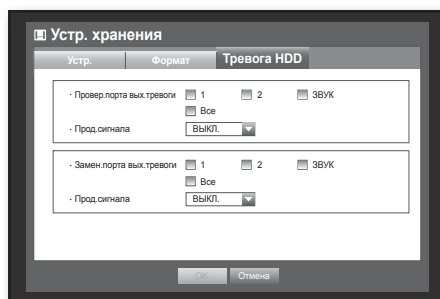 Устр. хранения
Устр. Формат Тревога HDD
· Провер.порта вых.тревоги 1 2 ЗВУК
Все
· Прод.сигнала ВЫКЛ.
· Замен.порта вых.тревоги 1 2 ЗВУК
Все
· Прод.сигнала ВЫКЛ.
OK Отмена